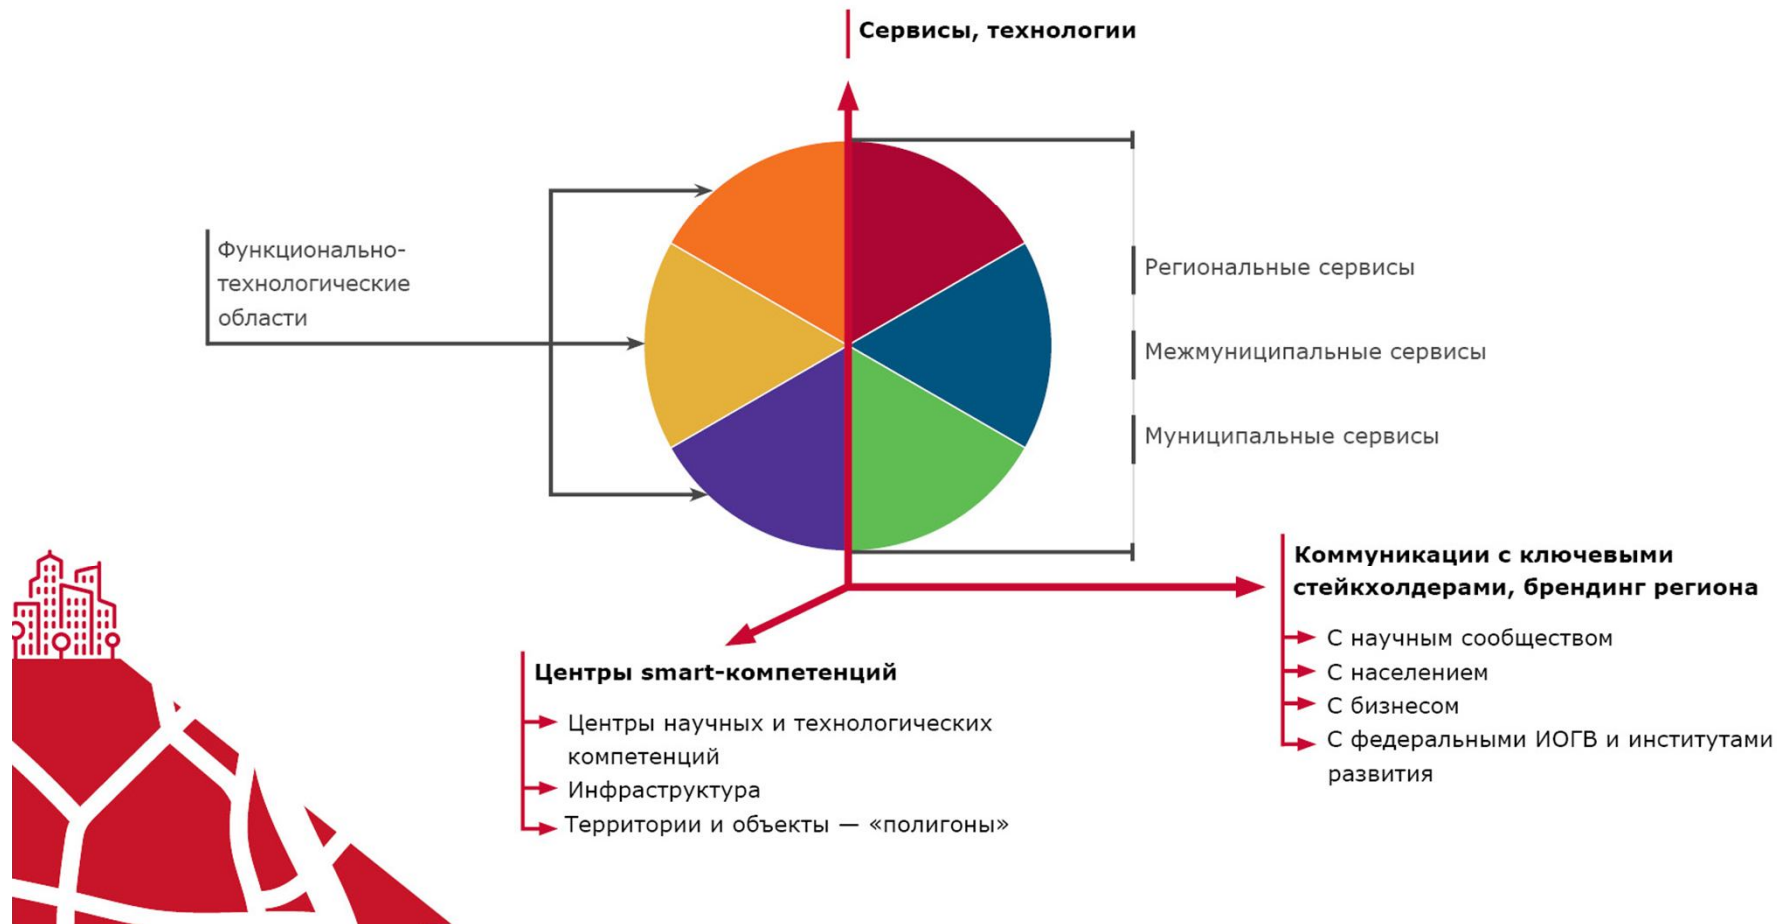 Сервисы, технологии
Функционально-
технологические
области
Региональные сервисы
Межмуниципальные сервисы
Муниципальные сервисы
Коммуникации с ключевыми
стейкхолдерами, брендинг региона
С научным сообществом
С населением
С бизнесом
С федеральными ИОГВ и институтами
развития
Центры smart-компетенций
Центры научных и технологических
компетенций
Инфраструктура
Территории и объекты — «полигоны»